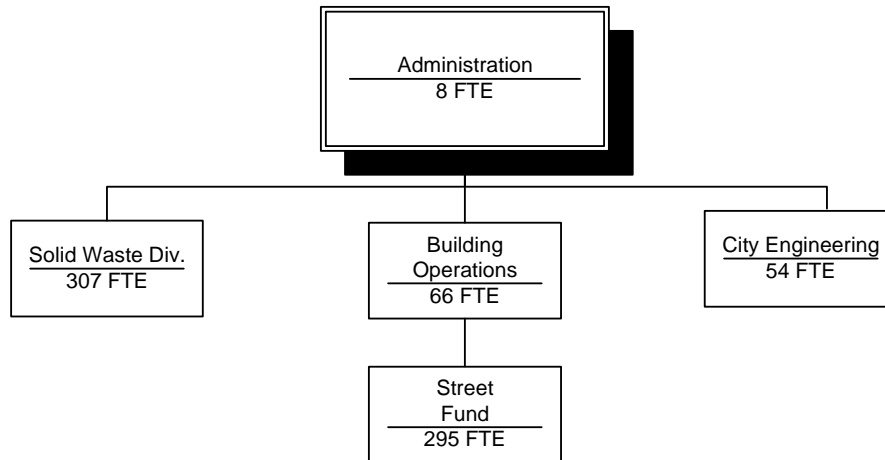 Administration
8 FTE
Solid Waste Div.
307 FTE
Building
Operations
66 FTE
City Engineering
54 FTE
Street
Fund
295 FTE